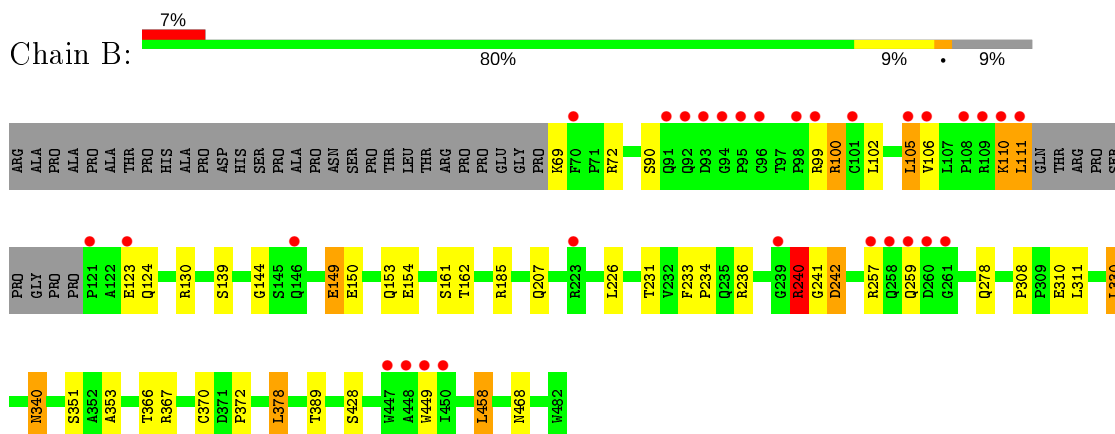 7%
Chain B:
80% 9% • 9%
ARG ALA PRO ALA PRO ALA THR PRO HIS ALA PRO ASP HIS SER PRO ALA PRO ASN SER PRO THR LEU THR ARG PRO PRO GLU GLY PRO K69 F70 P71 R72 S90 Q91 Q92 D93 G94 P95 C96 T97 P98 R99 R100 C101 L102 L105 V106 L107 P108 R109 K110 L111 GLN THR ARG PRO SER
PRO GLY PRO PRO P121 A122 E123 Q124 R130 S139 G144 S145 Q146 E149 E150 Q153 E154 S161 T162 R185 Q207 R223 L226 T231 V232 F233 P234 Q235 R236 G239 R240 G241 D242 R257 Q258 Q259 D260 G261 Q278 P308 P309 E310 L311 L330
N340 S351 A352 A353 T366 R367 C370 D371 P372 L378 T389 S428 W447 A448 W449 I450 L458 N468 W482